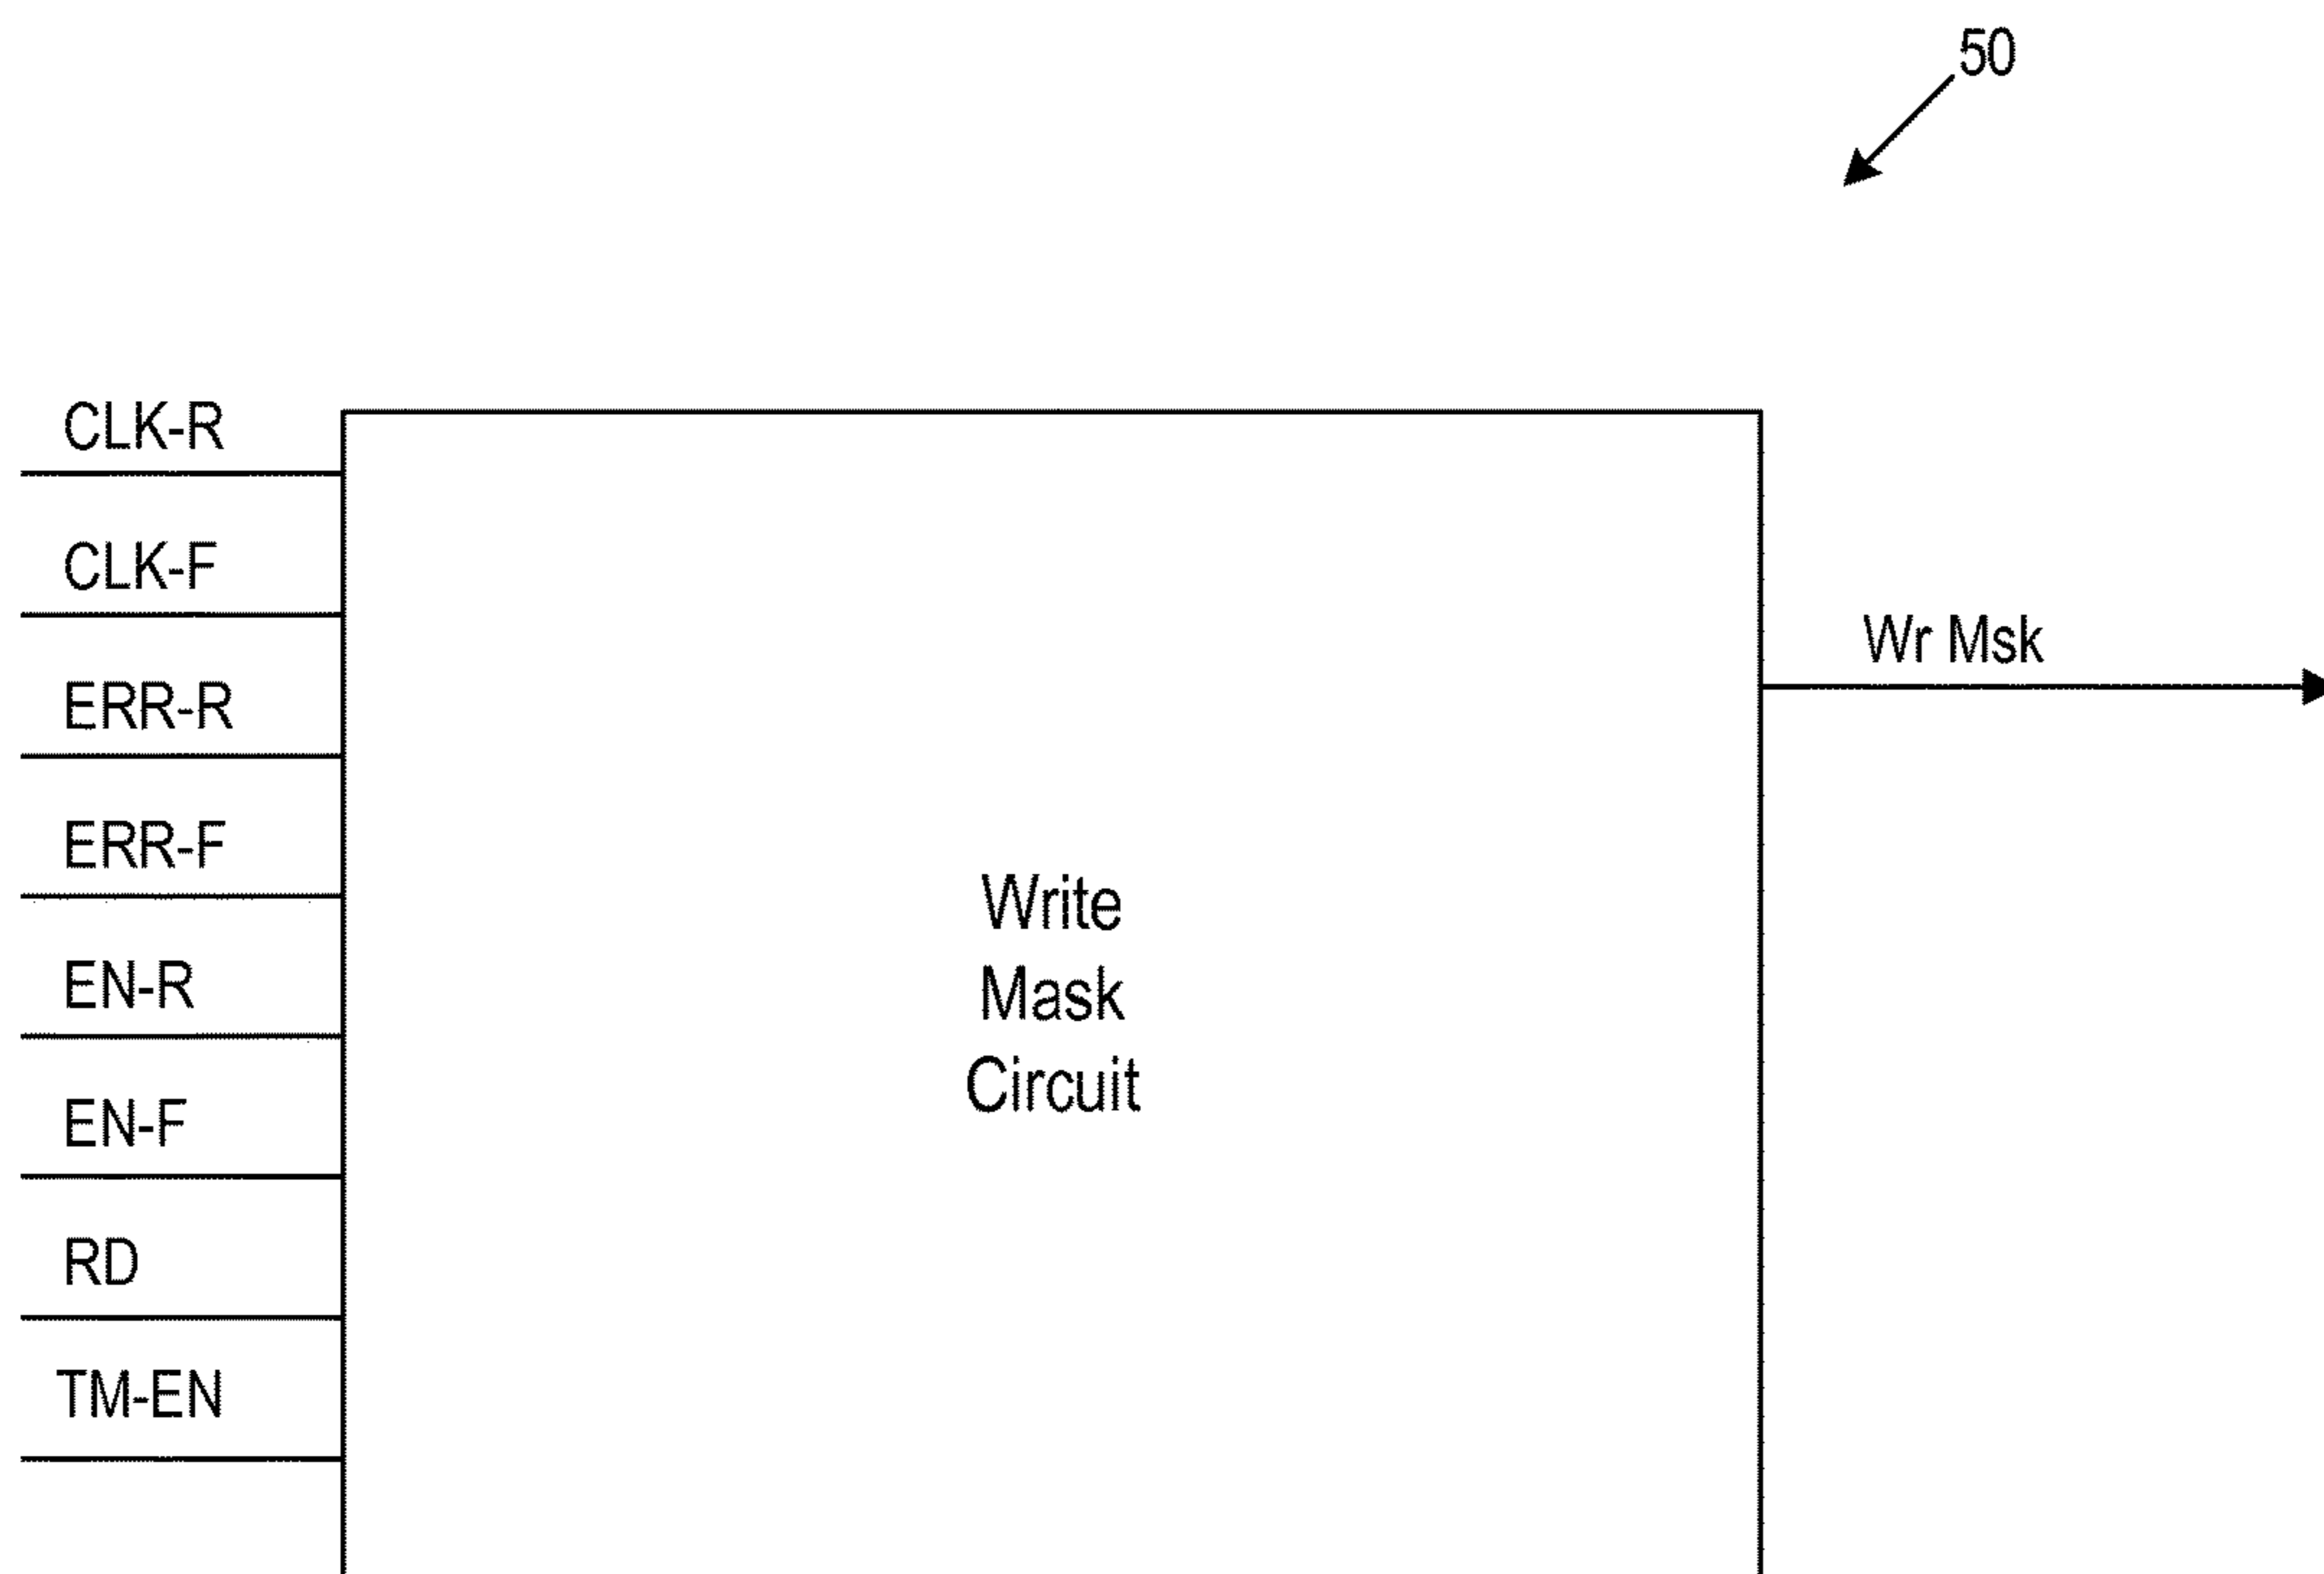 50
CLK-R
CLK-F
Wr Msk
ERR-R
ERR-F
Write
Mask
EN-R
Circuit
EN-F
RD
TM-EN